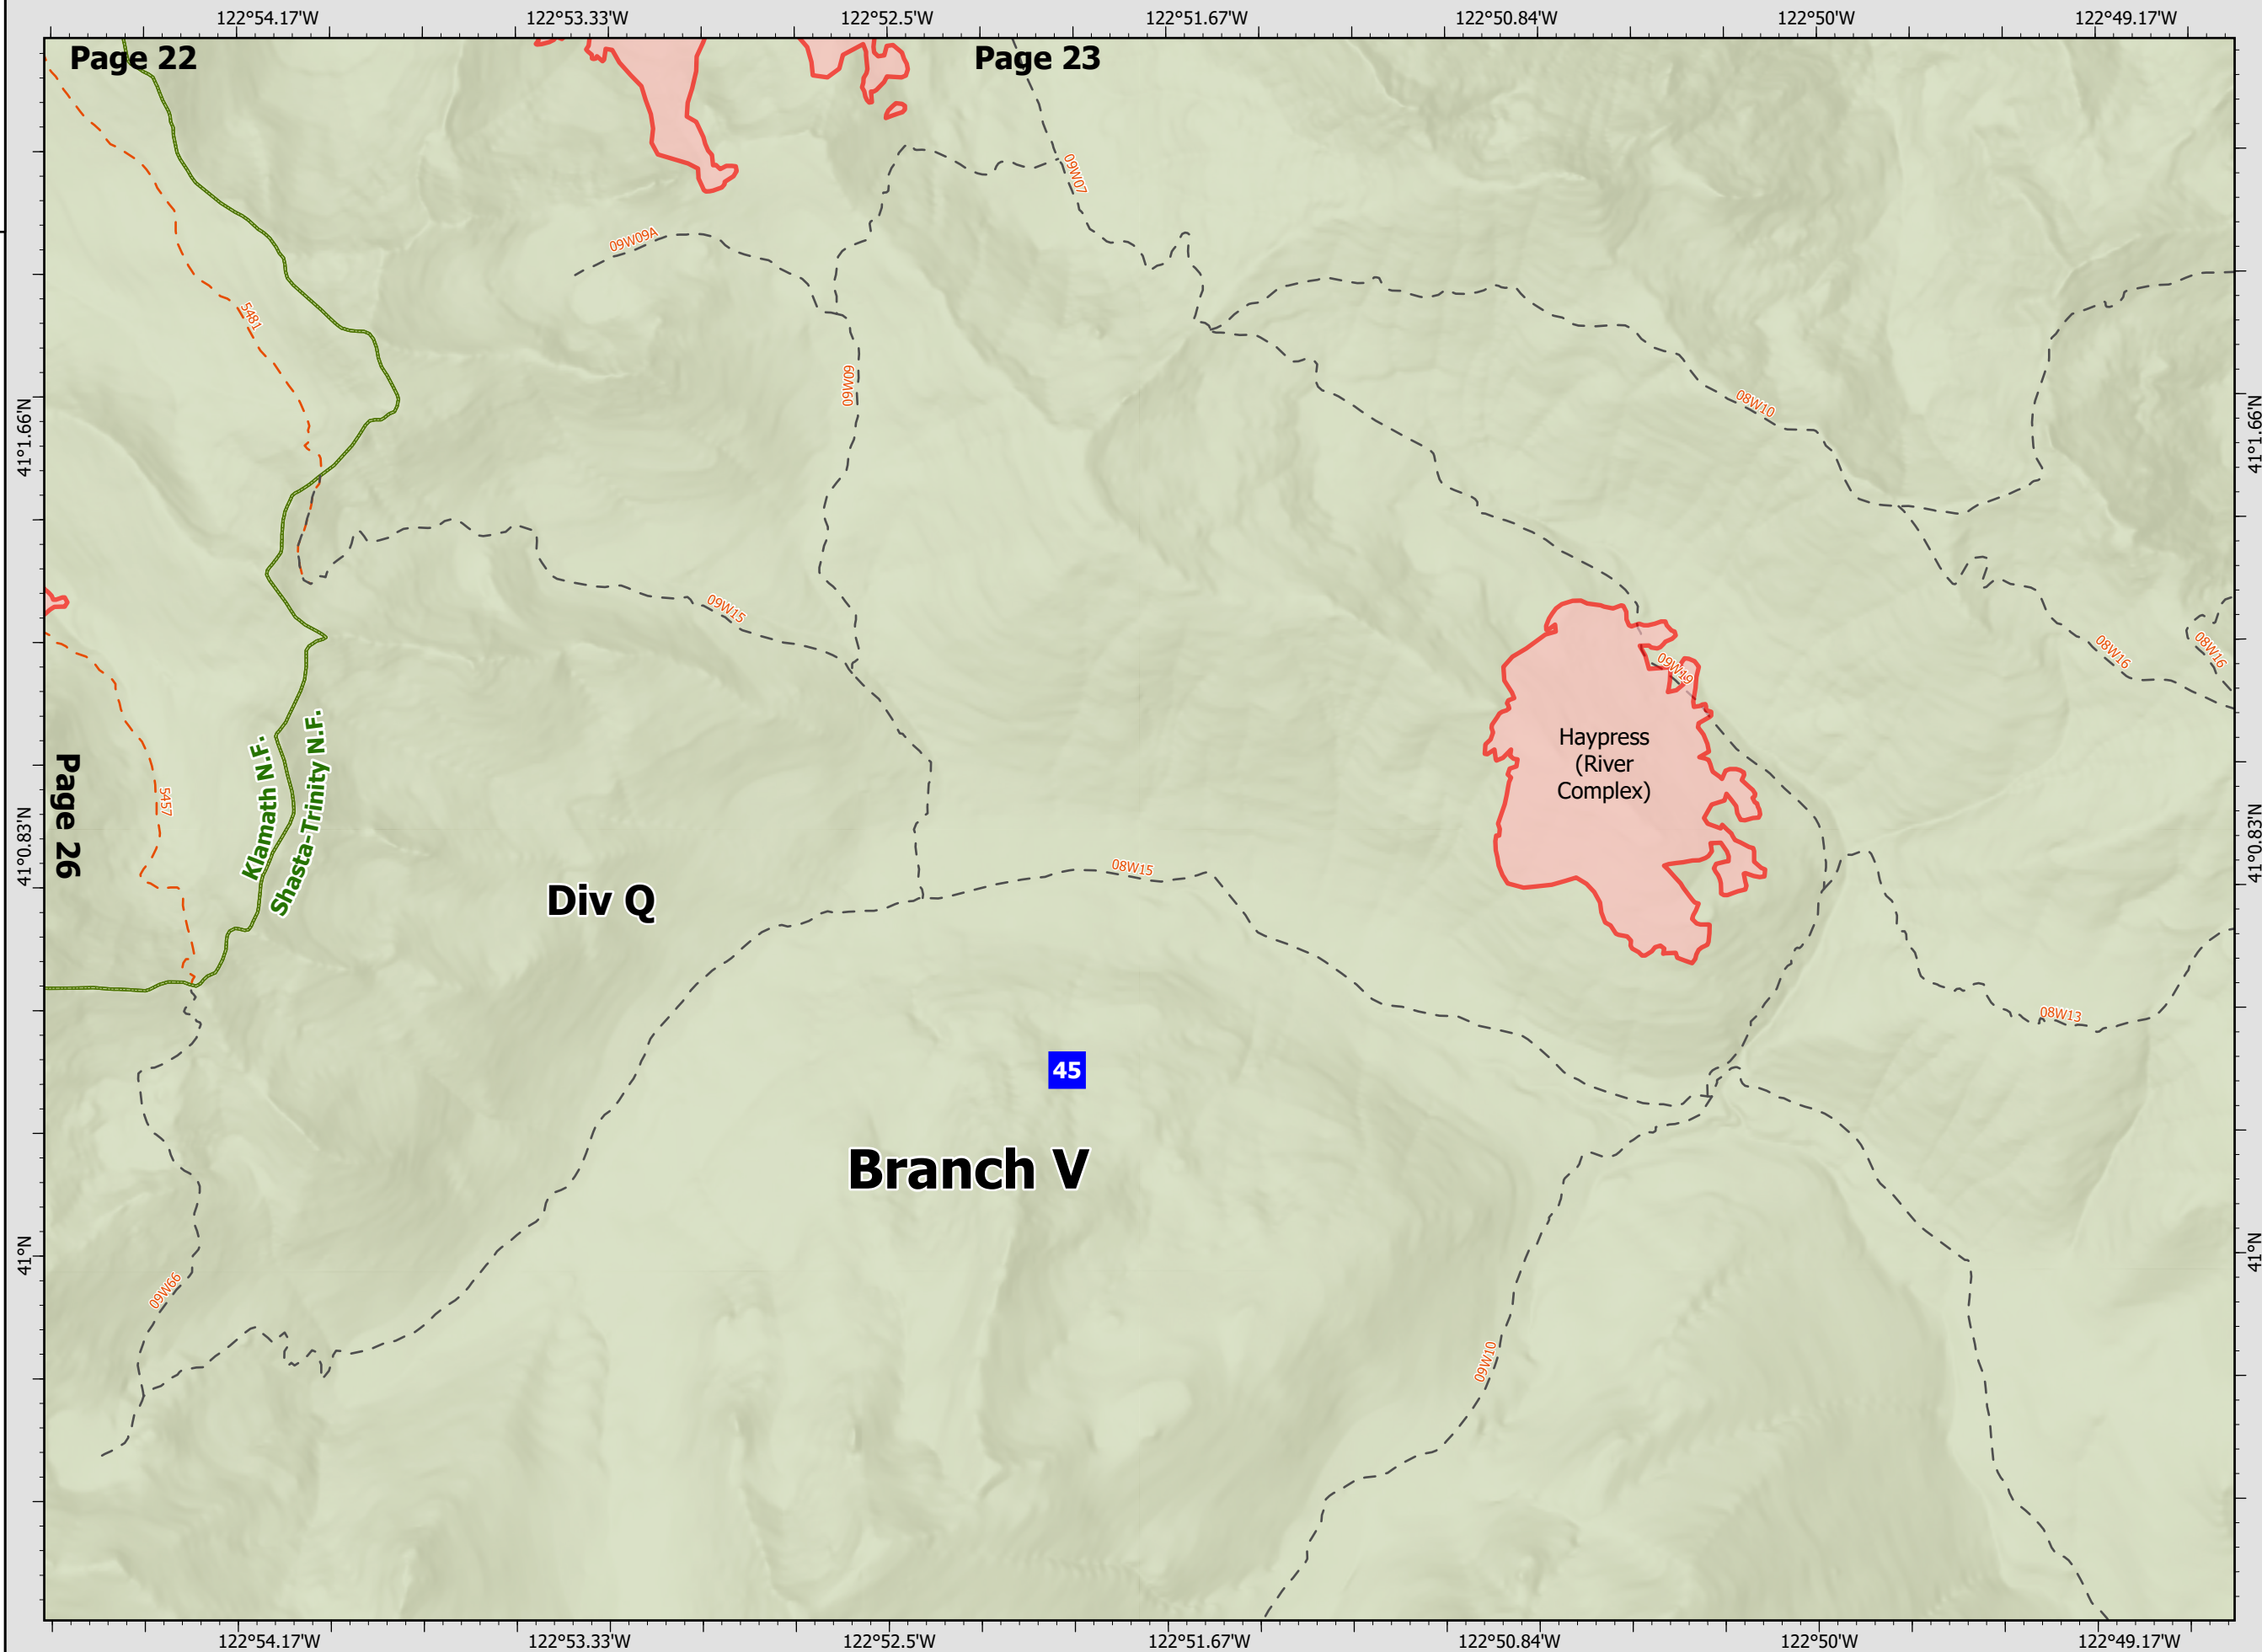 122°54.17'W 122°53.33'W 122°52.5'W 122°51.67'W 122°50.84'W 122°50'W 122°49.17'W
Page 22
Page 23
09W07
09W09A
5481
09W09
08W10
41°1.66'N
41°1.66'N
09W15
08W16
08W16
09W19
Haypress
(River
Complex)
Page 26
5457
Klamath N.F.
Shasta-Trinity N.F.
41°0.83'N
41°0.83'N
08W15
Div Q
08W13
45
Branch V
41°N
41°N
09W66
09W10
122°54.17'W 122°53.33'W 122°52.5'W 122°51.67'W 122°50.84'W 122°50'W 122°49.17'W